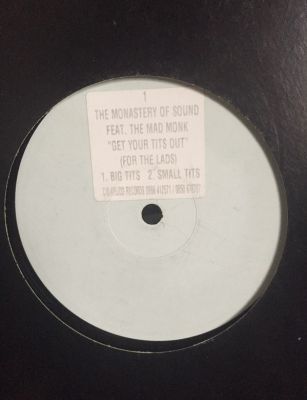 1
THE MONASTERY OF SOUND
FEAT. THE MAD MONK
"GET YOUR TITS OUT"
(FOR THE LADS)
1. BIG TITS 2. SMALL TITS
RECORDS